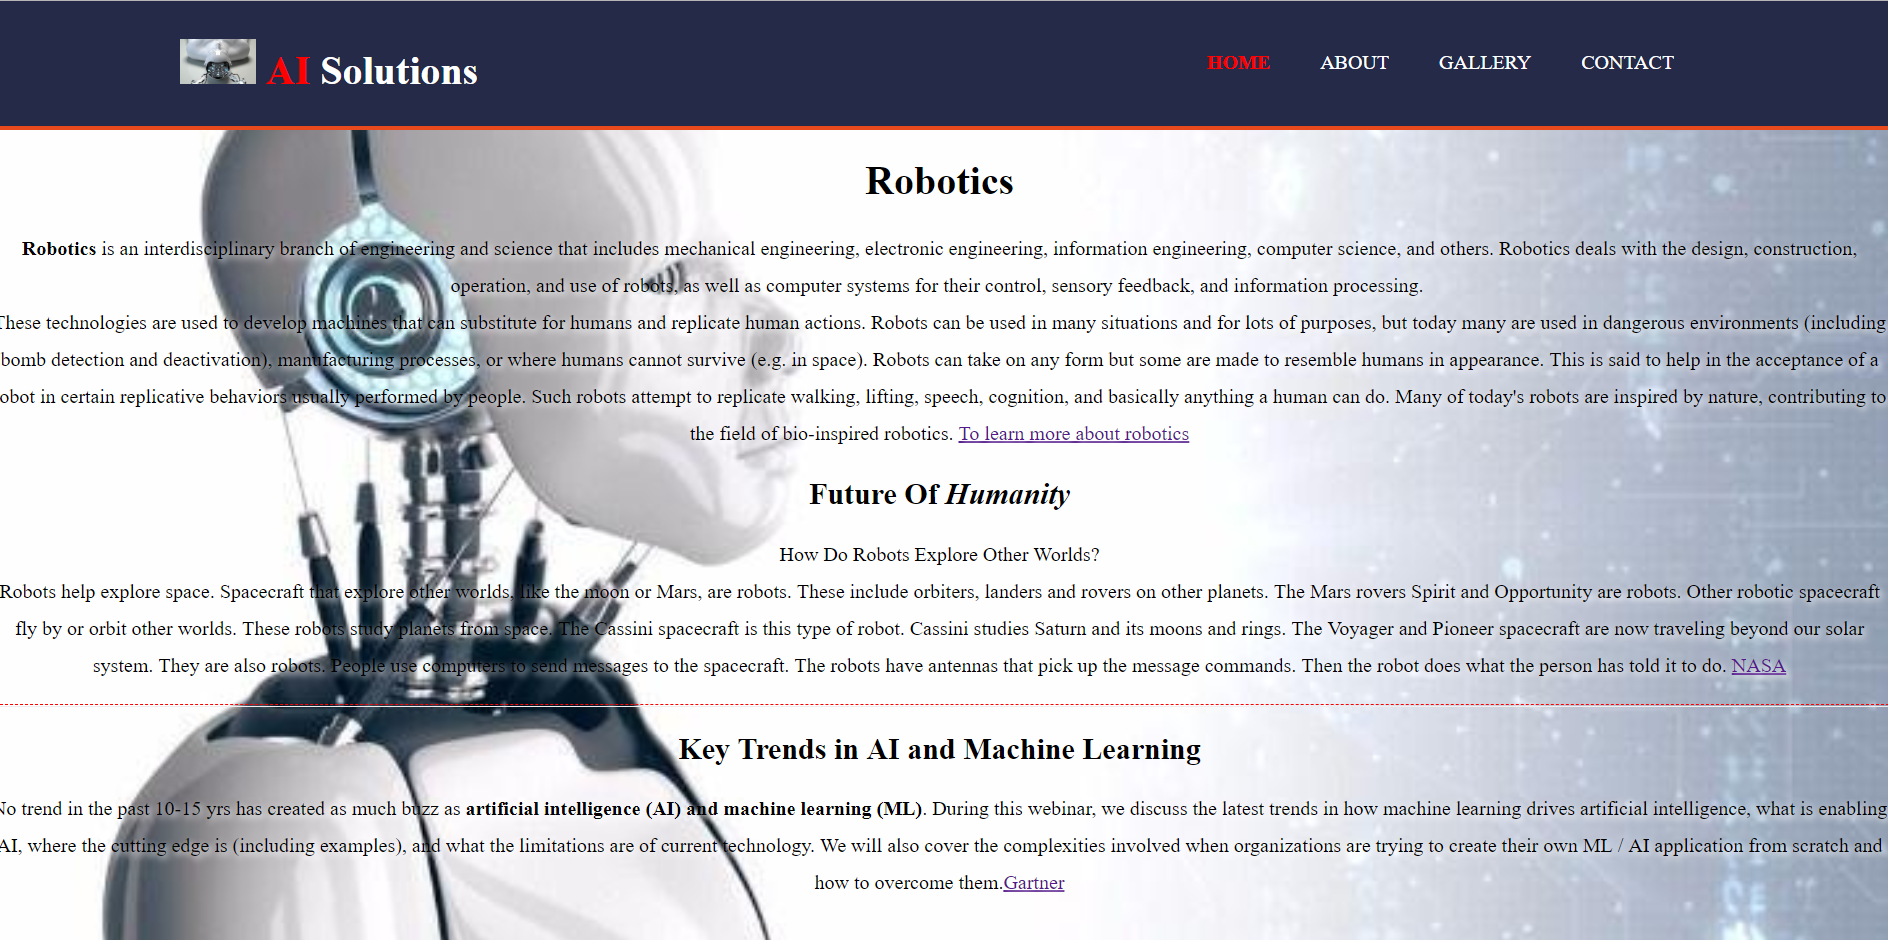 AI Solutions
HOME ABOUT GALLERY CONTACT
Robotics
Robotics is an interdisciplinary branch of engineering and science that includes mechanical engineering, electronic engineering, information engineering, computer science, and others. Robotics deals with the design, construction,
operation, and use of robots, as well as computer systems for their control, sensory feedback, and information processing.
These technologies are used to develop machines that can substitute for humans and replicate human actions. Robots can be used in many situations and for lots of purposes, but today many are used in dangerous environments (including
bomb detection and deactivation), manufacturing processes, or where humans cannot survive (e.g. in space). Robots can take on any form but some are made to resemble humans in appearance. This is said to help in the acceptance of a
obot in certain replicative behaviors usually performed by people. Such robots attempt to replicate walking, lifting, speech, cognition, and basically anything a human can do. Many of today's robots are inspired by nature, contributing to
the field of bio-inspired robotics. To learn more about robotics
Future Of Humanity
How Do Robots Explore Other Worlds?
Robots help explore space. Spacecraft that explore other worlds, like the moon or Mars, are robots. These include orbiters, landers and rovers on other planets. The Mars rovers Spirit and Opportunity are robots. Other robotic spacecraft
fly by or orbit other worlds. These robots study planets from space. The Cassini spacecraft is this type of robot. Cassini studies Saturn and its moons and rings. The Voyager and Pioneer spacecraft are now traveling beyond our solar
system. They are also robots. People use computers to send messages to the spacecraft. The robots have antennas that pick up the message commands. Then the robot does what the person has told it to do. NASA
Key Trends in AI and Machine Learning
No trend in the past 10-15 yrs has created as much buzz as artificial intelligence (AI) and machine learning (ML). During this webinar, we discuss the latest trends in how machine learning drives artificial intelligence, what is enabling
AI, where the cutting edge is (including examples), and what the limitations are of current technology. We will also cover the complexities involved when organizations are trying to create their own ML / AI application from scratch and
how to overcome them.Gartner